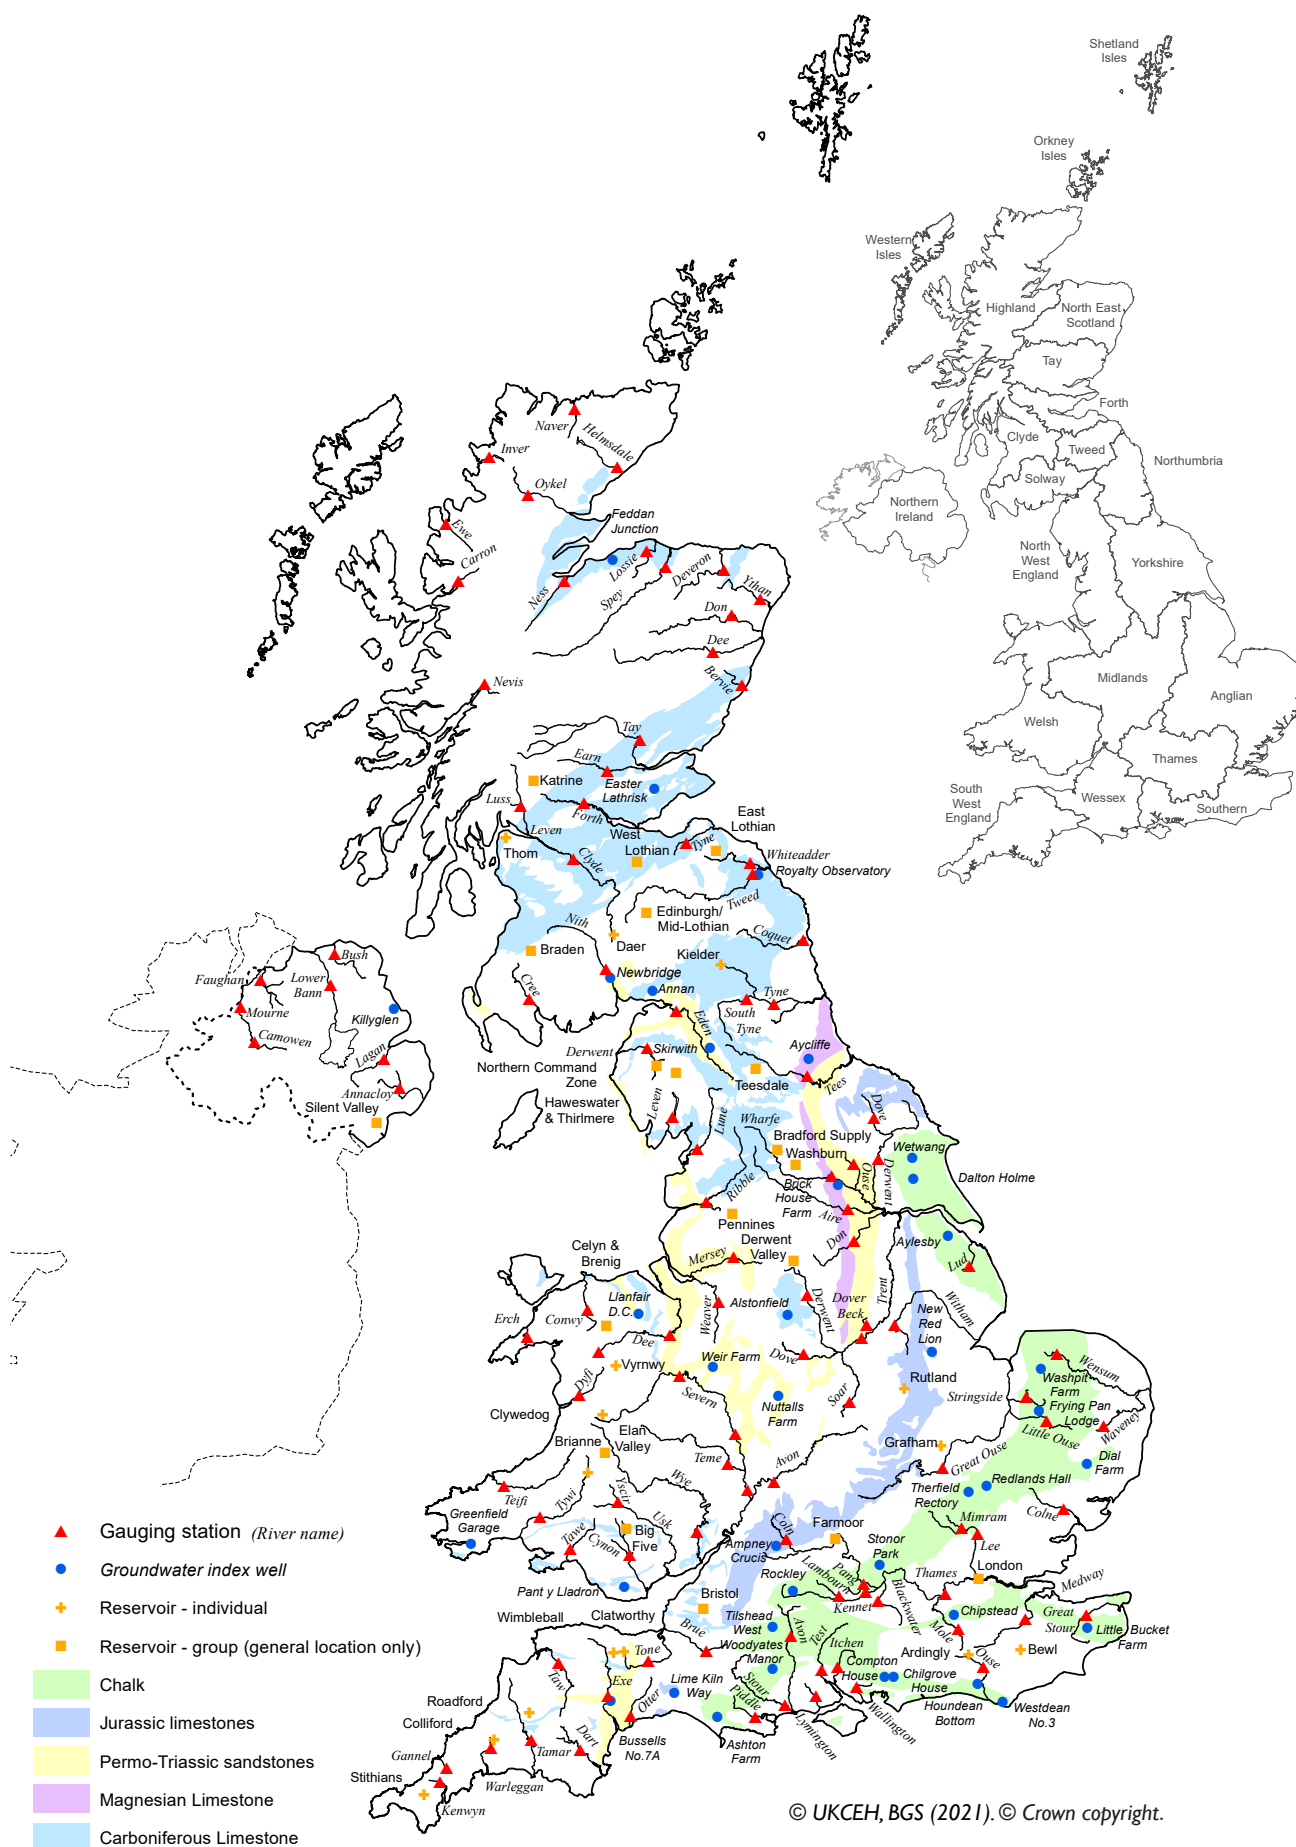 Shetland
Isles
Orkney
Isles
Western
Isles
Highland
North East
Scotland
Tay
Forth
Clyde
Tweed
Solway
Northumbria
Northern
Ireland
North
West
England
Yorkshire
Midlands
Anglian
Welsh
Thames
South
West
England
Wessex
Southern
Naver
Helmsdale
Inver
Oykel
Ewe
Carron
Feddan
Junction
Lossie
Ness
Spey
Deveron
Ythan
Don
Dee
Bervie
Nevis
Tay
Earn
Katrine
Easter
Lathrisk
Luss
Forth
Leven
West
Lothian
East
Lothian
Tyne
Thom
Clyde
Whiteadder
Royalty Observatory
Tweed
Edinburgh/
Mid-Lothian
Nith
Daer
Braden
Coquet
Kielder
Newbridge
Annan
Cree
Tyne
South
Tyne
Bush
Faughan
Lower
Bann
Mourne
Killyglen
Camowen
Lagan
Annacloy
Silent Valley
Eden
Derwent
Skirwith
Northern Command
Zone
Haweswater
& Thirlmere
Leven
Lune
Teesdale
Aycliffe
Tees
Dove
Wharfe
Bradford Supply
Washburn
Ouse
Derwent
Wetwang
Dalton Holme
Brick
House
Farm
Ribble
Aire
Pennines
Derwent
Valley
Don
Aylesby
Lud
Mersey
Celyn &
Brenig
Llanfair
D.C.
Alstonfield
Derwent
Dover
Beck
Trent
New
Red
Lion
Witham
Erch
Conwy
Weaver
Dee
Weir Farm
Dove
Vyrnwy
Dyfi
Severn
Nuttalls
Farm
Soar
Rutland
Stringside
Washpit
Farm
Wensum
Frying Pan
Lodge
Little Ouse
Waveney
Clywedog
Elan
Valley
Brianne
Teme
Avon
Grafham
Great Ouse
Dial
Farm
Redlands Hall
Therfield
Rectory
Teifi
Tywi
Yscir
Wye
Usk
Greenfield
Garage
Tawe
Cynon
Big
Five
Coln
Ampney
Crucis
Farmoor
Stonor
Park
Mimram
Lee
Colne
London
Pant y Lladron
Rockley
Lambourn
Pang
Kennet
Blackwater
Thames
Medway
Bristol
Wimbleball
Clatworthy
Tilshead
West
Woodyates
Manor
Brue
Avon
Test
Itchen
Mole
Chipstead
Great
Stour
Little Bucket
Farm
Ardingly
Ouse
Bewl
Tone
Taw
Exe
Lime Kiln
Way
Stour
Piddle
Compton
House
Chilgrove
House
Houndean
Bottom
Westdean
No.3
Wallington
Lymington
Otter
Bussells
No.7A
Ashton
Farm
Roadford
Colliford
Dart
Tamar
Gannel
Warleggan
Stithians
Kenwyn
Gauging station (River name)
Groundwater index well
Reservoir - individual
Reservoir - group (general location only)
Chalk
Jurassic limestones
Permo-Triassic sandstones
Magnesian Limestone
Carboniferous Limestone
© UKCEH, BGS (2021). © Crown copyright.